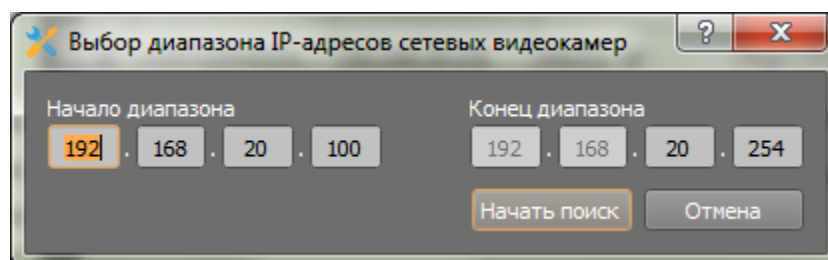 Выбор диапазона IP-адресов сетевых видеокамер
Начало диапазона
192 . 168 . 20 . 100
Конец диапазона
192 . 168 . 20 . 254
Начать поиск
Отмена